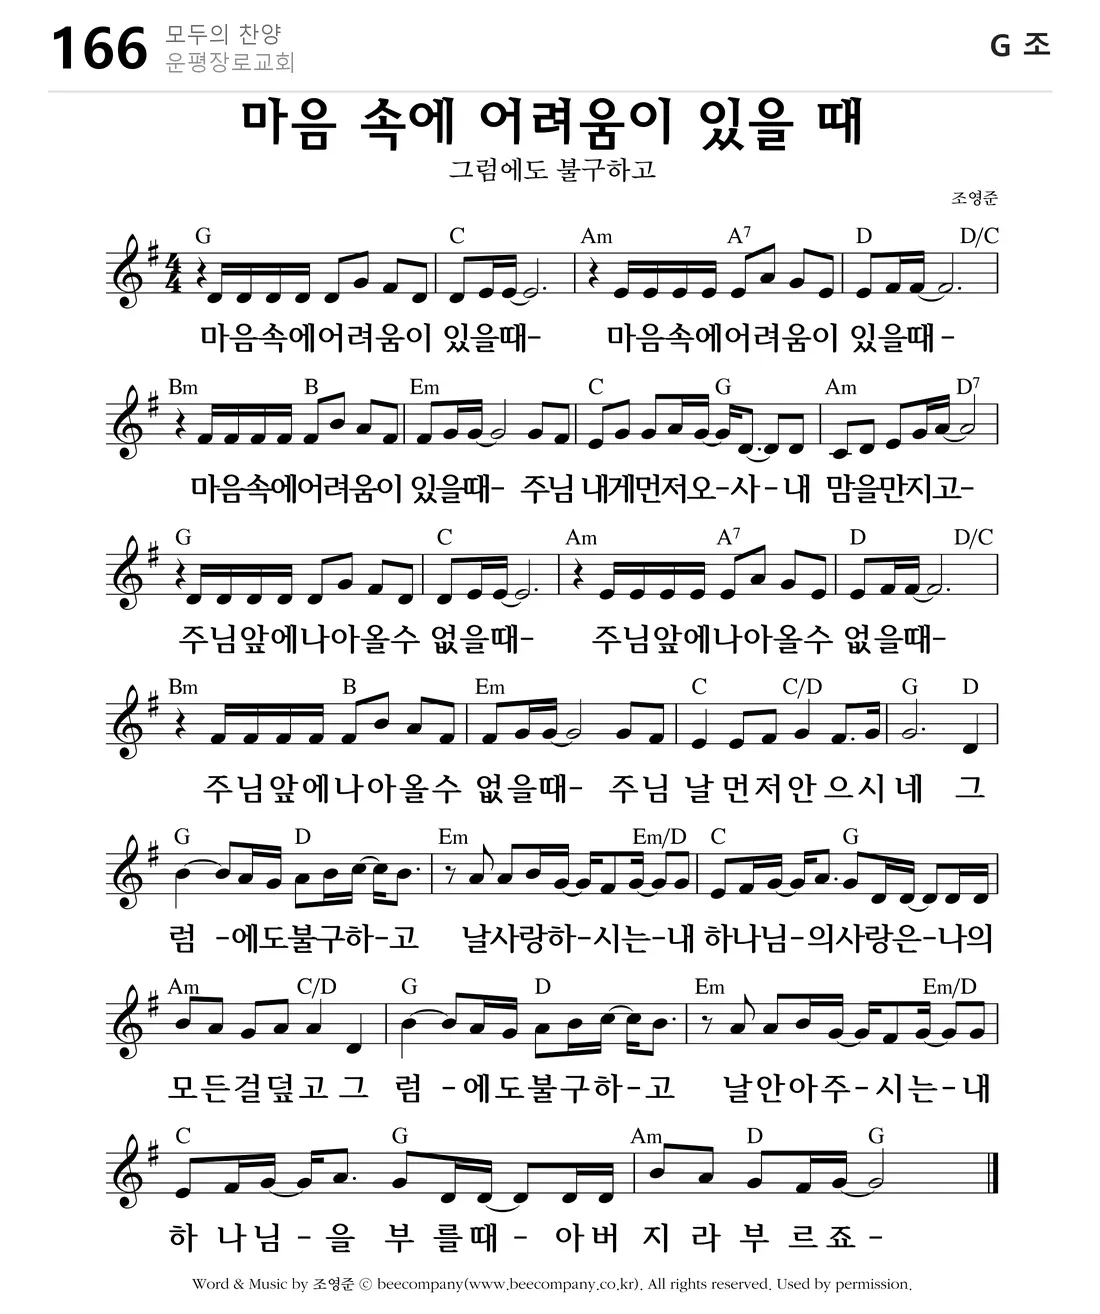 166 모두의 찬양
운평장로교회
G 조
마음 속에 어려움이 있을 때
그럼에도 불구하고
조영준
G C Am A7 D D/C
마음속에어려움이 있을때- 마음속에어려움이 있을때-
Bm B Em C G Am D7
마음속에어려움이 있을때- 주님 내게먼저오-사-내 맘을만지고-
G C Am A7 D D/C
주님앞에나아올수 없을때- 주님앞에나아올수 없을때-
Bm B Em C C/D G D
주님앞에나아올수 없을때- 주님 날먼저안으시네 그
G D Em Em/D C G
럼 -에도불구하-고 날사랑하-시는-내 하나님-의사랑은-나의
Am C/D G D Em Em/D
모든걸덮고 그 럼 -에도불구하-고 날안아주-시는-내
C G Am D G
하 나님-을 부 를때- 아버 지 라 부 르죠-
Word & Music by 조영준 ⓒ beecompany(www.beecompany.co.kr). All rights reserved. Used by permission.